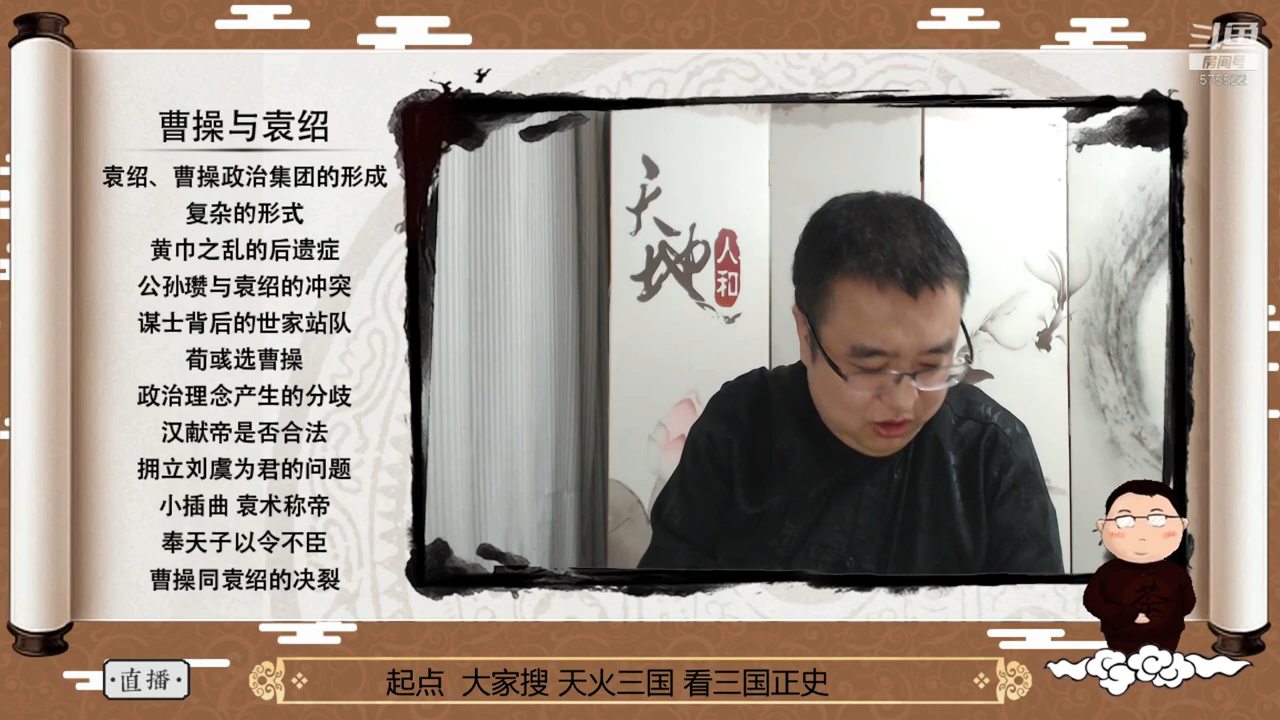 斗鱼
房间号
575532
曹操与袁绍
袁绍、曹操政治集团的形成
复杂的形式
黄巾之乱的后遗症
公孙瓒与袁绍的冲突
谋士背后的世家站队
荀彧选曹操
政治理念产生的分歧
汉献帝是否合法
拥立刘虞为君的问题
小插曲 袁术称帝
奉天子以令不臣
曹操同袁绍的决裂
天地
人和
·直播·
起点 大家搜 天火三国 看三国正史